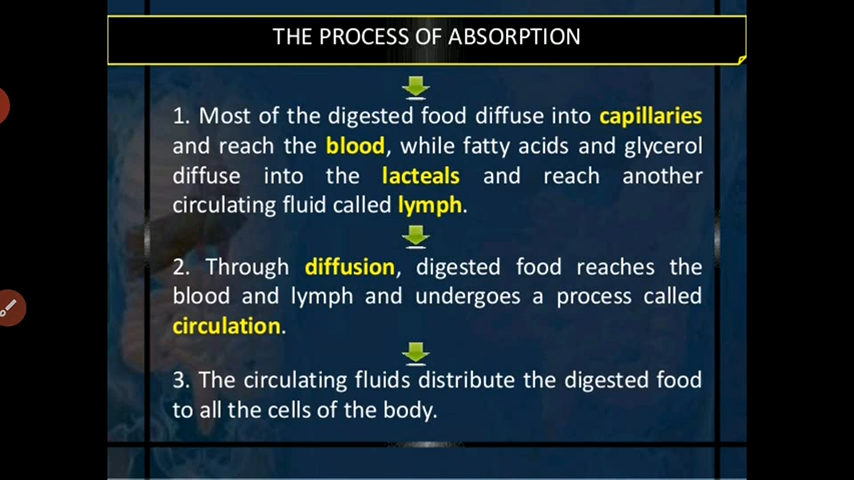 THE PROCESS OF ABSORPTION
1. Most of the digested food diffuse into capillaries
and reach the blood, while fatty acids and glycerol
diffuse into the lacteals and reach another
circulating fluid called lymph.
2. Through diffusion, digested food reaches the
blood and lymph and undergoes a process called
circulation.
3. The circulating fluids distribute the digested food
to all the cells of the body.